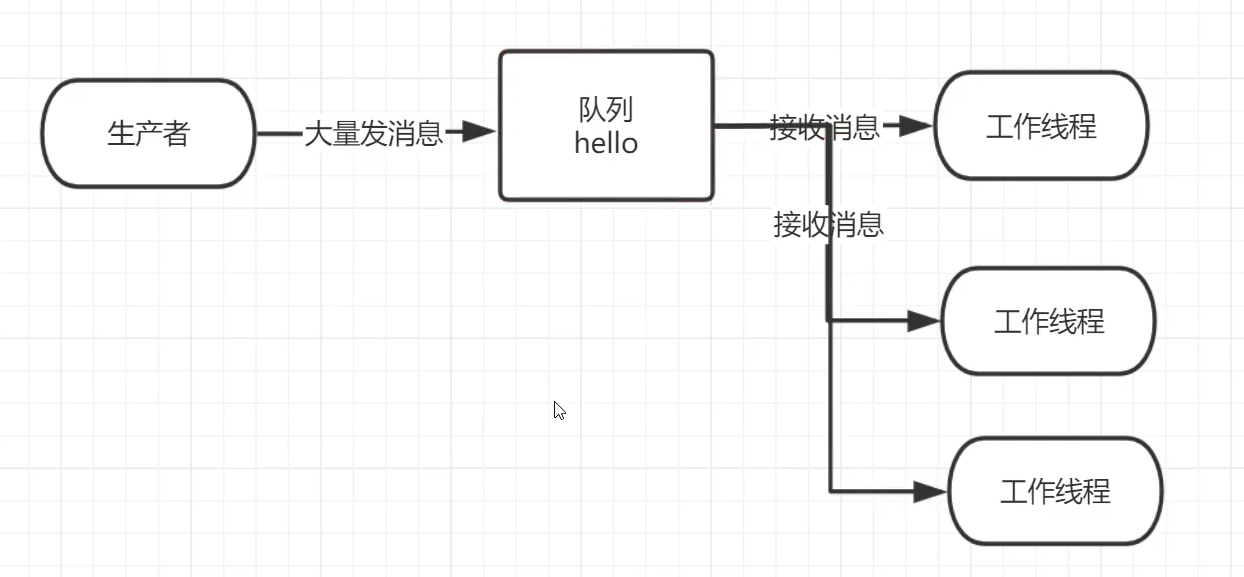 生产者
大量发消息
队列
hello
接收消息
工作线程
接收消息
工作线程
工作线程